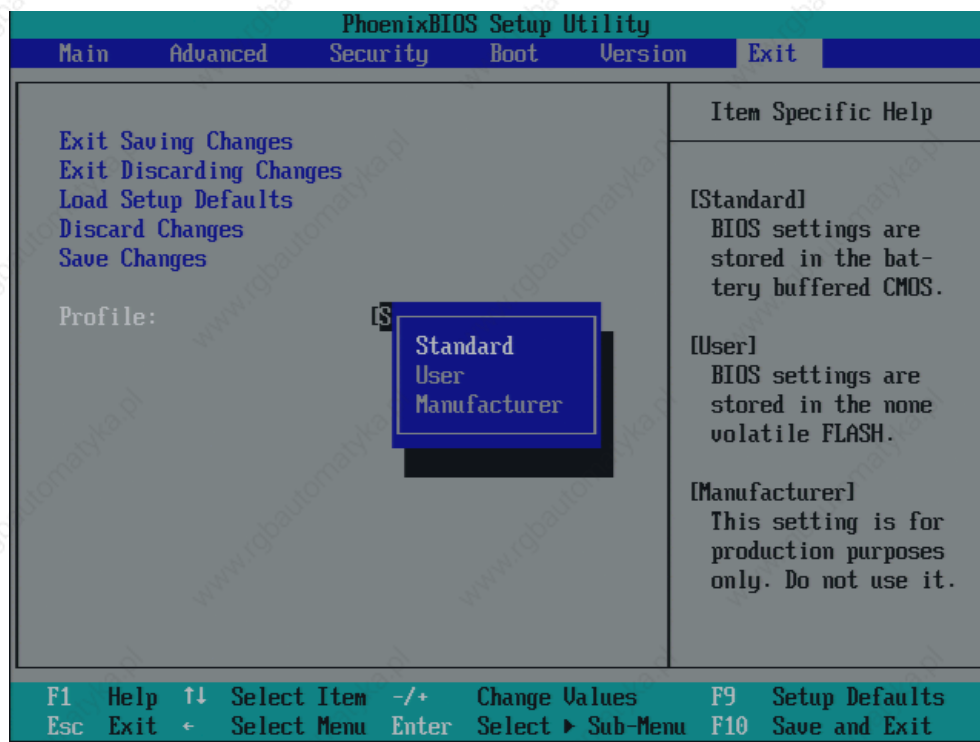 PhoenixBIOS Setup Utility
Main Advanced Security Boot Version Exit
Exit Saving Changes
Exit Discarding Changes
Load Setup Defaults
Discard Changes
Save Changes
Profile: [S
Standard
User
Manufacturer
Item Specific Help
[Standard]
BIOS settings are
stored in the bat-
tery buffered CMOS.
[User]
BIOS settings are
stored in the none
volatile FLASH.
[Manufacturer]
This setting is for
production purposes
only. Do not use it.
F1 Help ↑↓ Select Item -/+ Change Values F9 Setup Defaults
Esc Exit ← Select Menu Enter Select ▶ Sub-Menu F10 Save and Exit
www.rgbautomatyka.pl